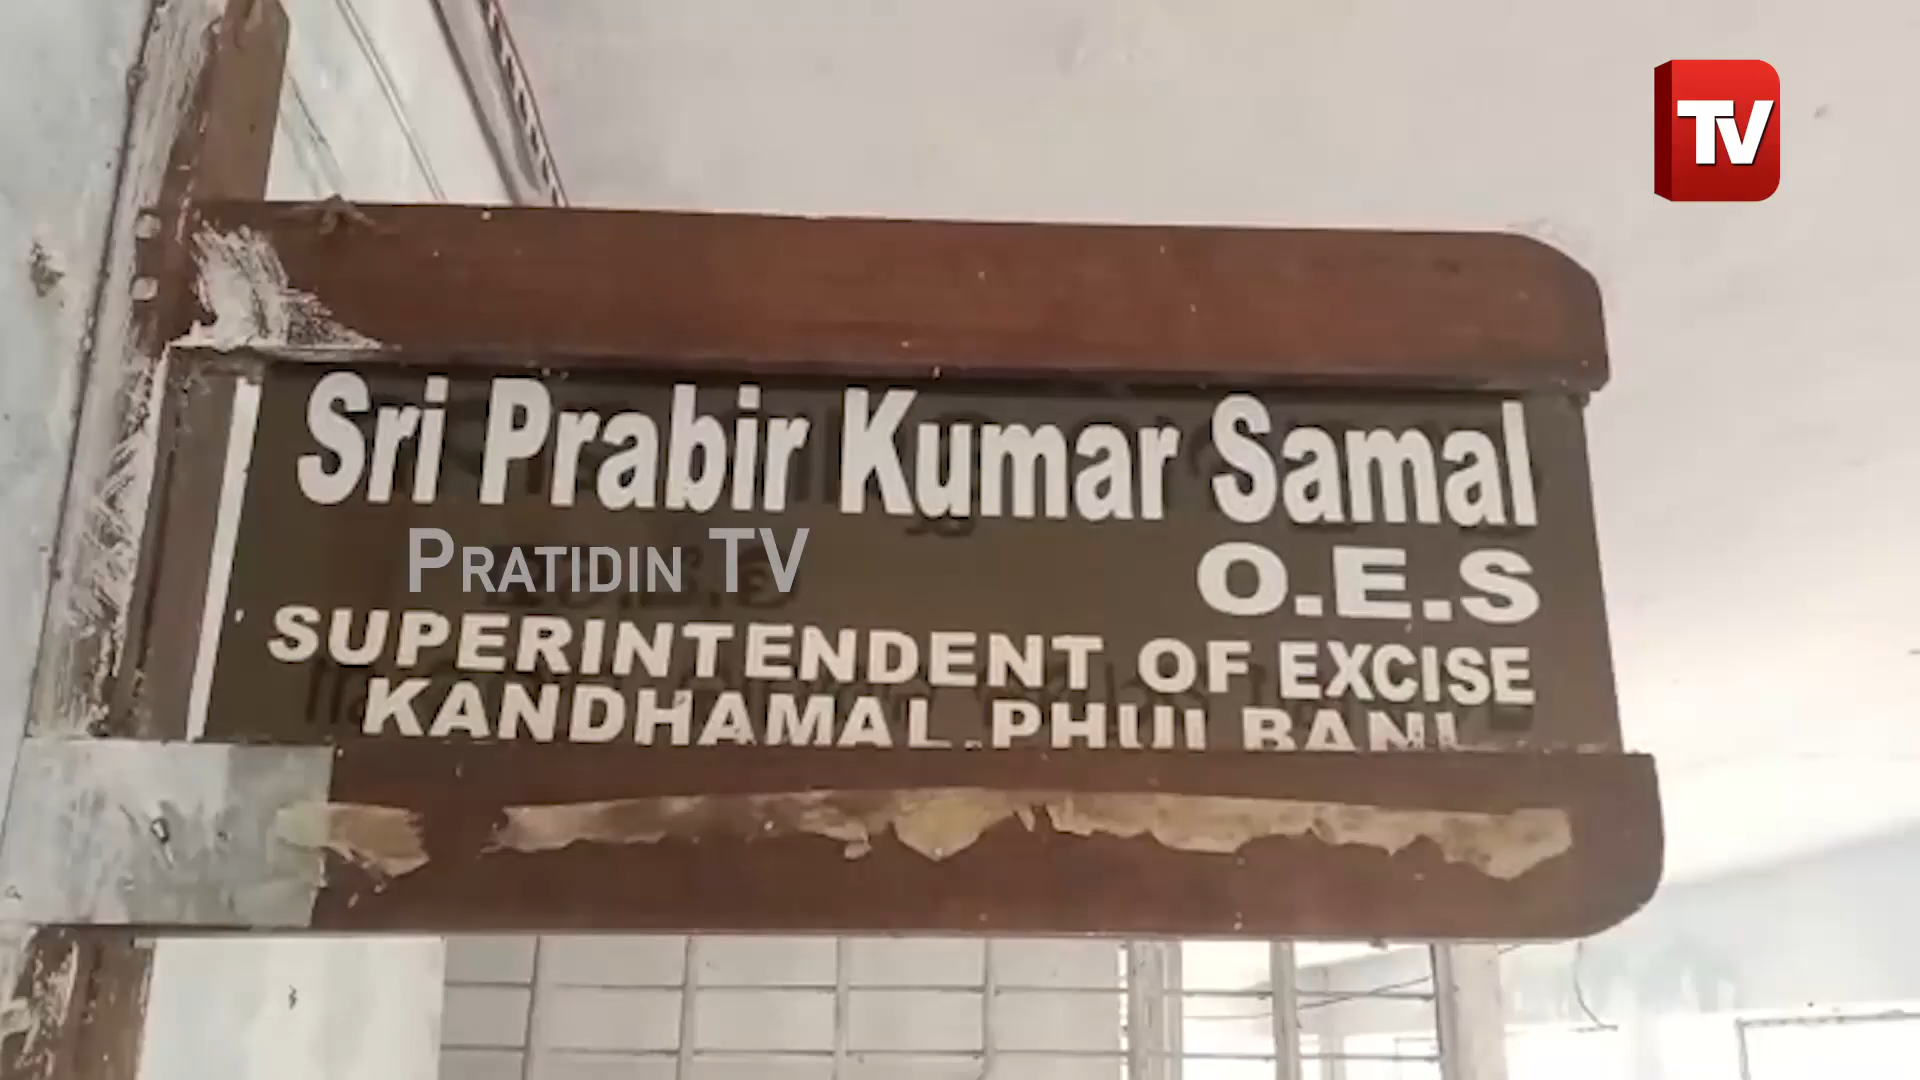 TV
Sri Prabir Kumar Samal
PRATIDIN TV
O.E.S
SUPERINTENDENT OF EXCISE
KANDHAMAL, PHULBANI